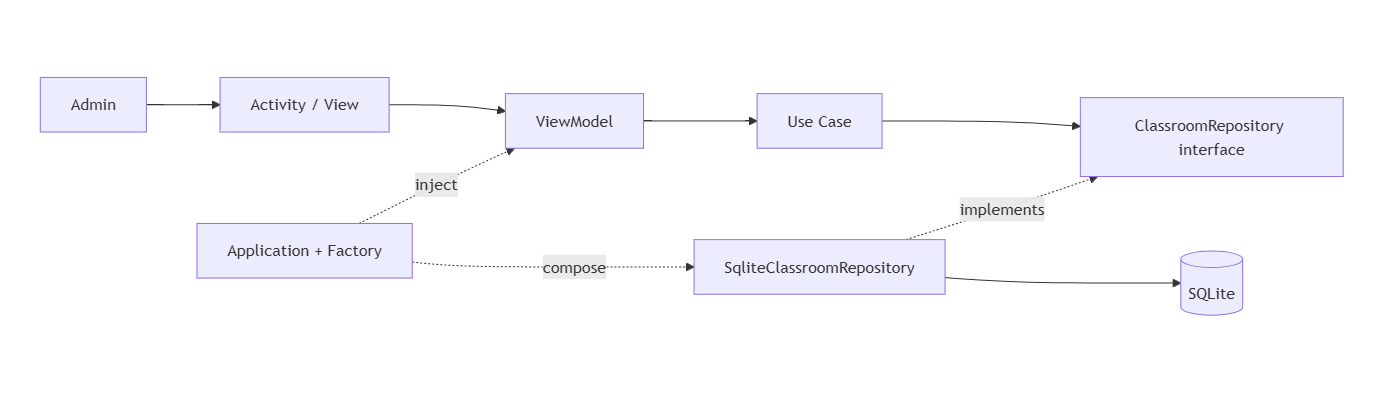 Admin
Activity / View
ViewModel
Use Case
ClassroomRepository
interface
inject
implements
Application + Factory
compose
SqliteClassroomRepository
SQLite